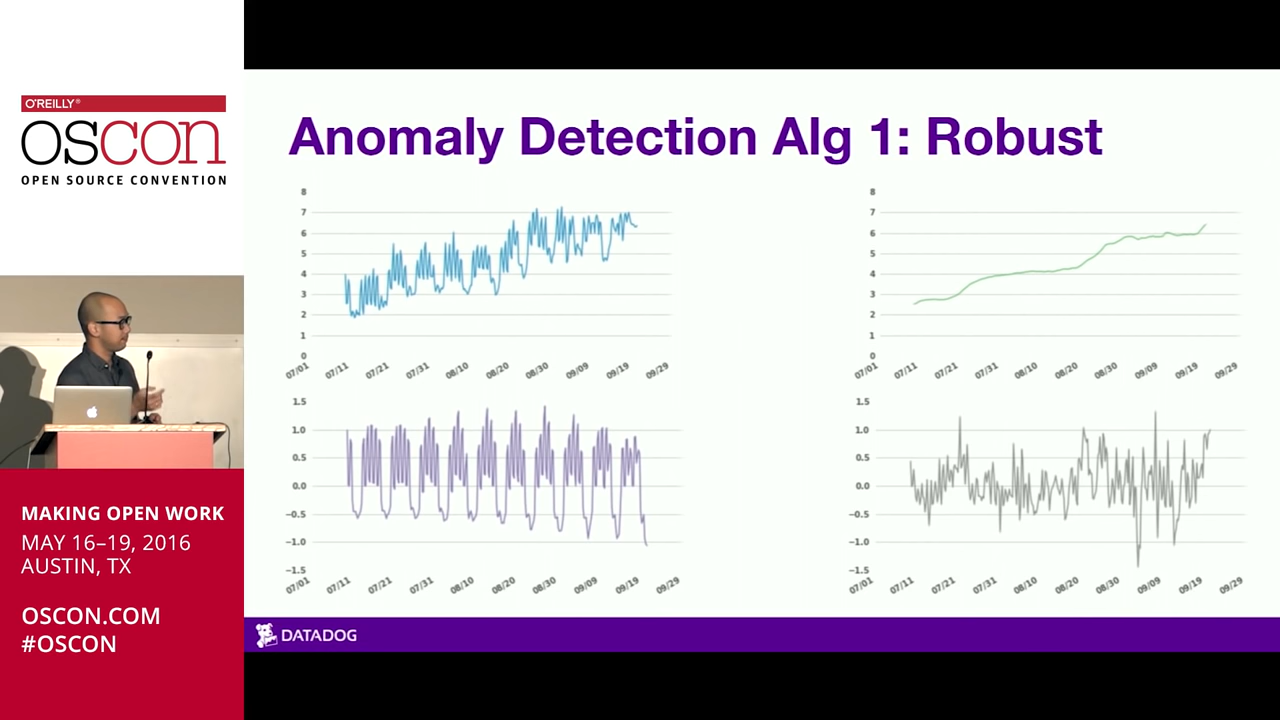 O'REILLY®
OSCON
OPEN SOURCE CONVENTION
MAKING OPEN WORK
MAY 16–19, 2016
AUSTIN, TX
OSCON.COM
#OSCON
Anomaly Detection Alg 1: Robust
8
7
6
5
4
3
2
1
0
07/01 07/11 07/21 07/31 08/10 08/20 08/30 09/09 09/19 09/29
8
7
6
5
4
3
2
1
0
07/01 07/11 07/21 07/31 08/10 08/20 08/30 09/09 09/19 09/29
1.5
1.0
0.5
0.0
−0.5
−1.0
−1.5
07/01 07/11 07/21 07/31 08/10 08/20 08/30 09/09 09/19 09/29
1.5
1.0
0.5
0.0
−0.5
−1.0
−1.5
07/01 07/11 07/21 07/31 08/10 08/20 08/30 09/09 09/19 09/29
DATADOG